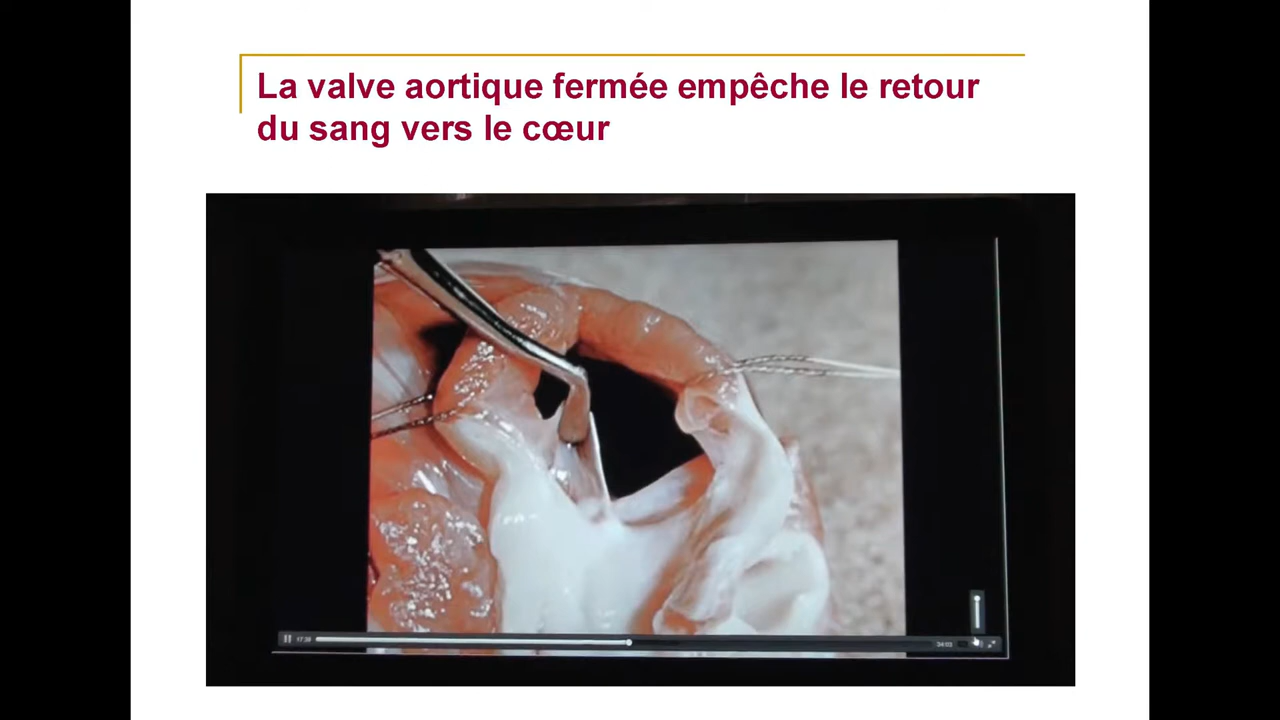 La valve aortique fermée empêche le retour
du sang vers le cœur